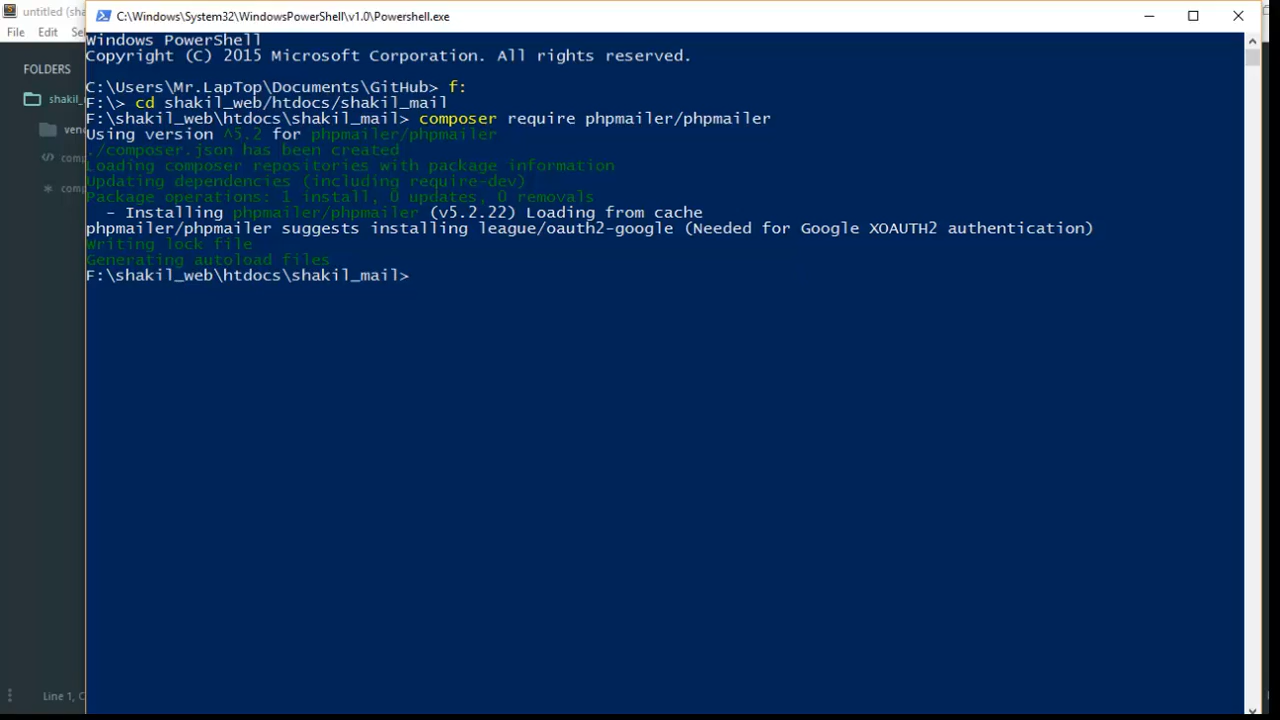 untitled (sha
C:\Windows\System32\WindowsPowerShell\v1.0\Powershell.exe
File Edit Se
FOLDERS
shakil_
ven
comp
comp
Windows PowerShell
Copyright (C) 2015 Microsoft Corporation. All rights reserved.
C:\Users\Mr.LapTop\Documents\GitHub> f:
F:\> cd shakil_web/htdocs/shakil_mail
F:\shakil_web\htdocs\shakil_mail> composer require phpmailer/phpmailer
Using version ^5.2 for phpmailer/phpmailer
./composer.json has been created
Loading composer repositories with package information
Updating dependencies (including require-dev)
Package operations: 1 install, 0 updates, 0 removals
- Installing phpmailer/phpmailer (v5.2.22) Loading from cache
phpmailer/phpmailer suggests installing league/oauth2-google (Needed for Google XOAUTH2 authentication)
Writing lock file
Generating autoload files
F:\shakil_web\htdocs\shakil_mail>
Line 1, C